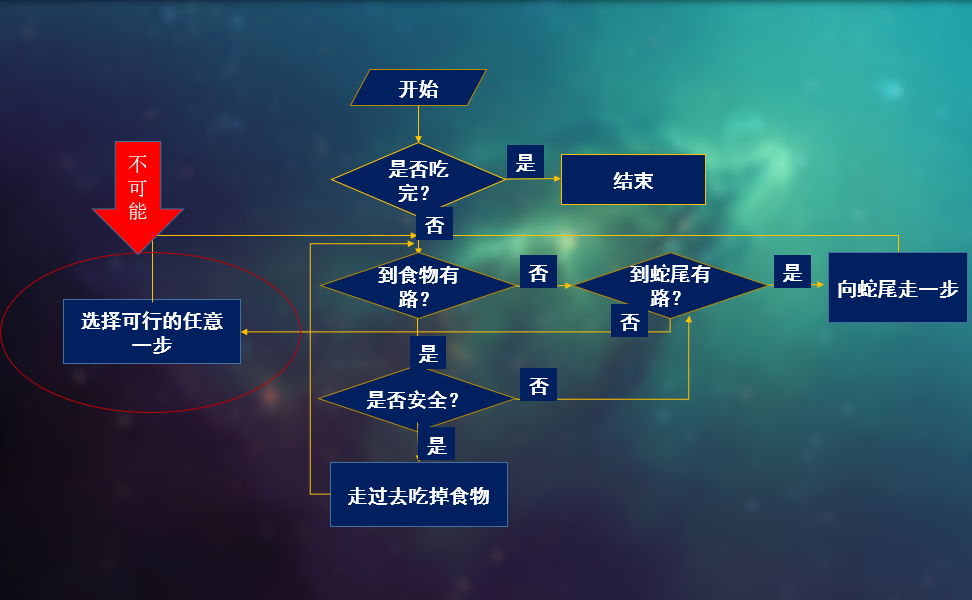 开始
是否吃
完？
是
结束
不
可
能
否
到食物有
路？
否
到蛇尾有
路？
是
向蛇尾走一步
选择可行的任意
一步
否
是
是否安全？
否
是
走过去吃掉食物